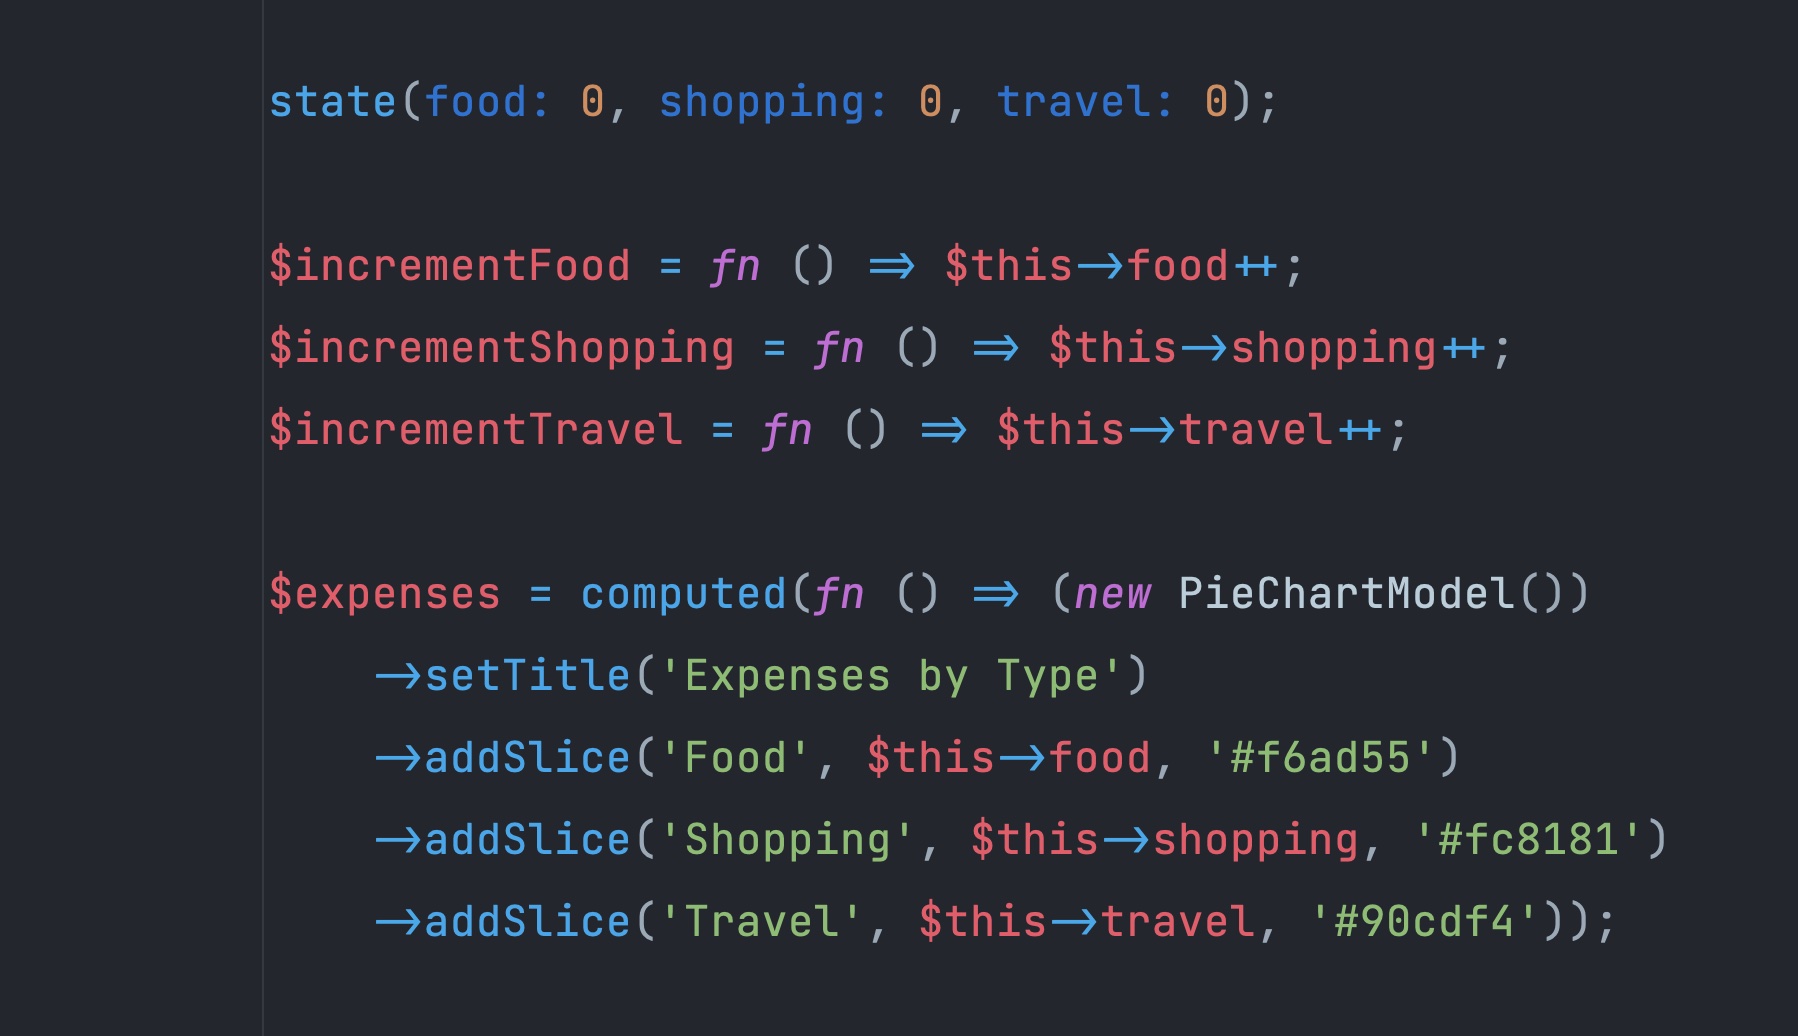 state(food: 0, shopping: 0, travel: 0);
$incrementFood = fn () => $this->food++;
$incrementShopping = fn () => $this->shopping++;
$incrementTravel = fn () => $this->travel++;
$expenses = computed(fn () => (new PieChartModel())
->setTitle('Expenses by Type')
->addSlice('Food', $this->food, '#f6ad55')
->addSlice('Shopping', $this->shopping, '#fc8181')
->addSlice('Travel', $this->travel, '#90cdf4'));